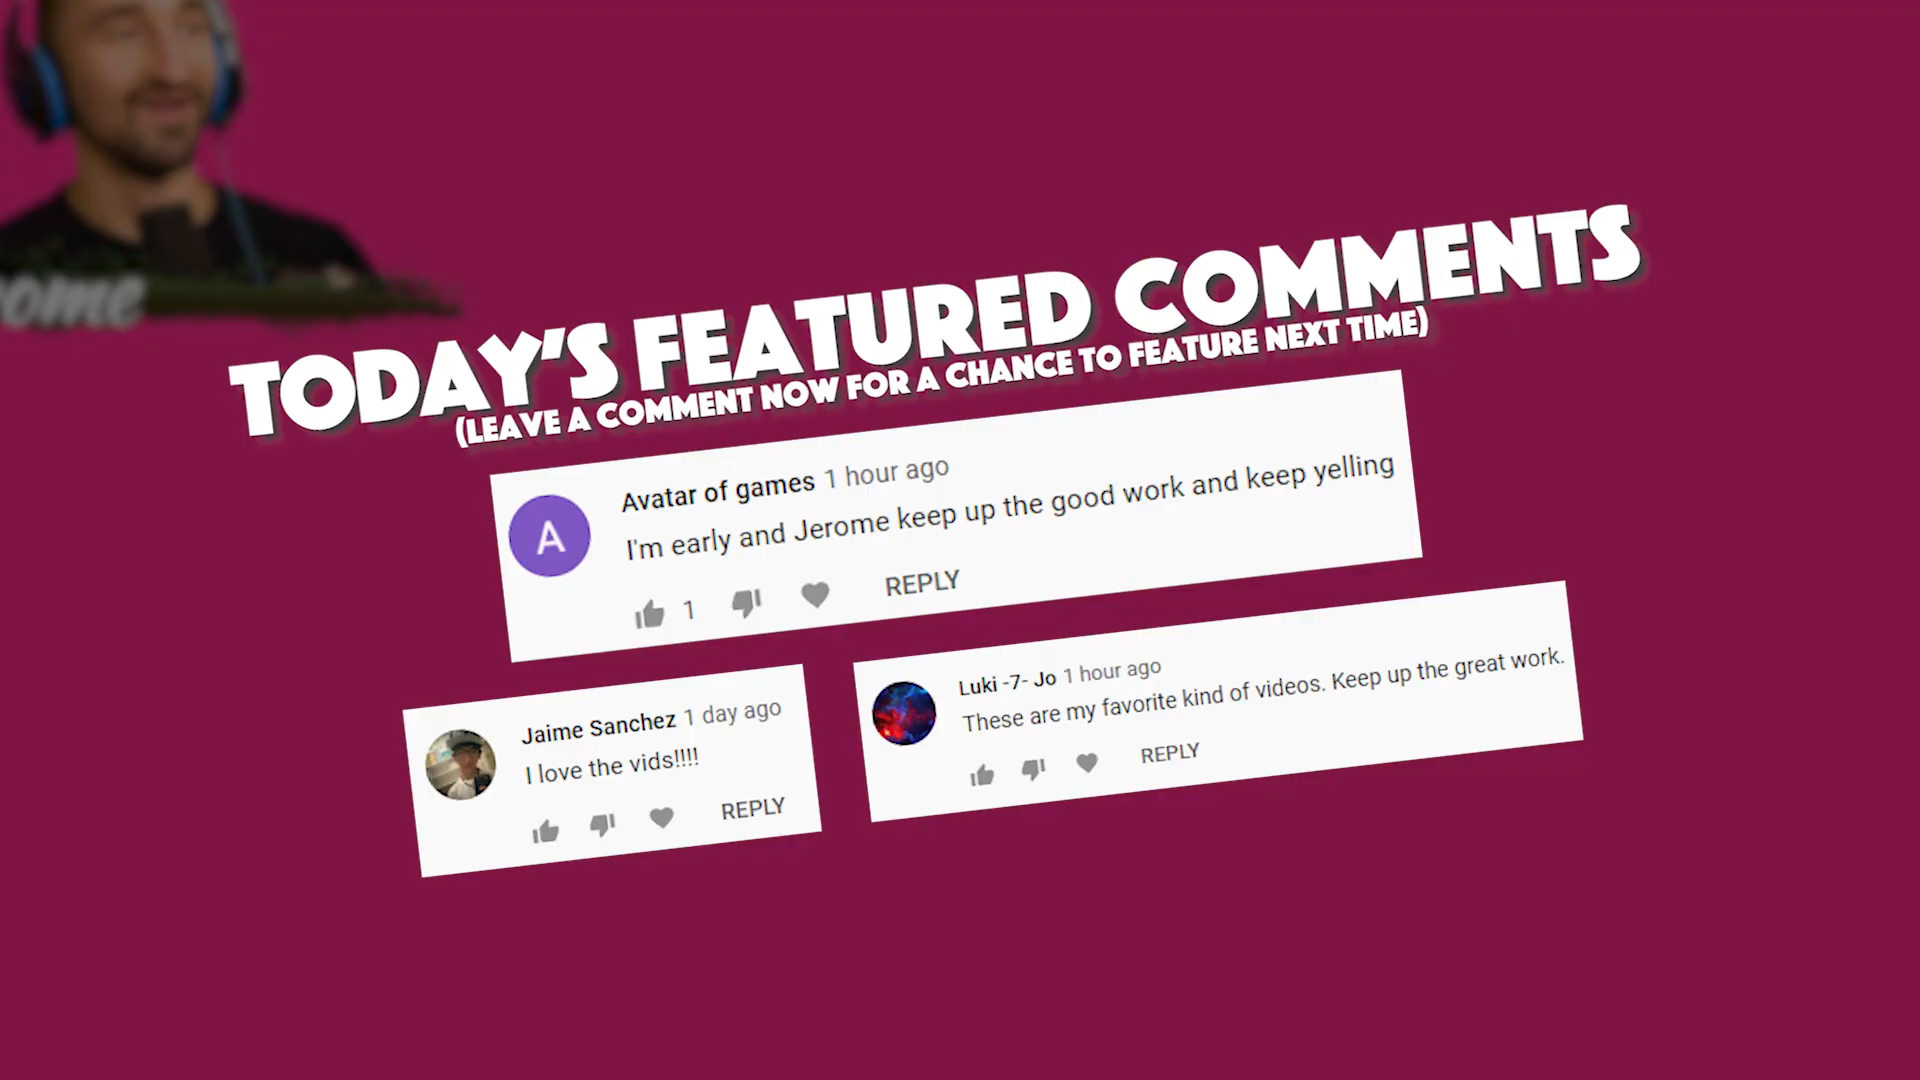 ome
TODAY'S FEATURED COMMENTS
(LEAVE A COMMENT NOW FOR A CHANCE TO FEATURE NEXT TIME)
Avatar of games 1 hour ago
I'm early and Jerome keep up the good work and keep yelling
A
1
REPLY
Jaime Sanchez 1 day ago
I love the vids!!!!
REPLY
Luki -7- Jo 1 hour ago
These are my favorite kind of videos. Keep up the great work.
REPLY